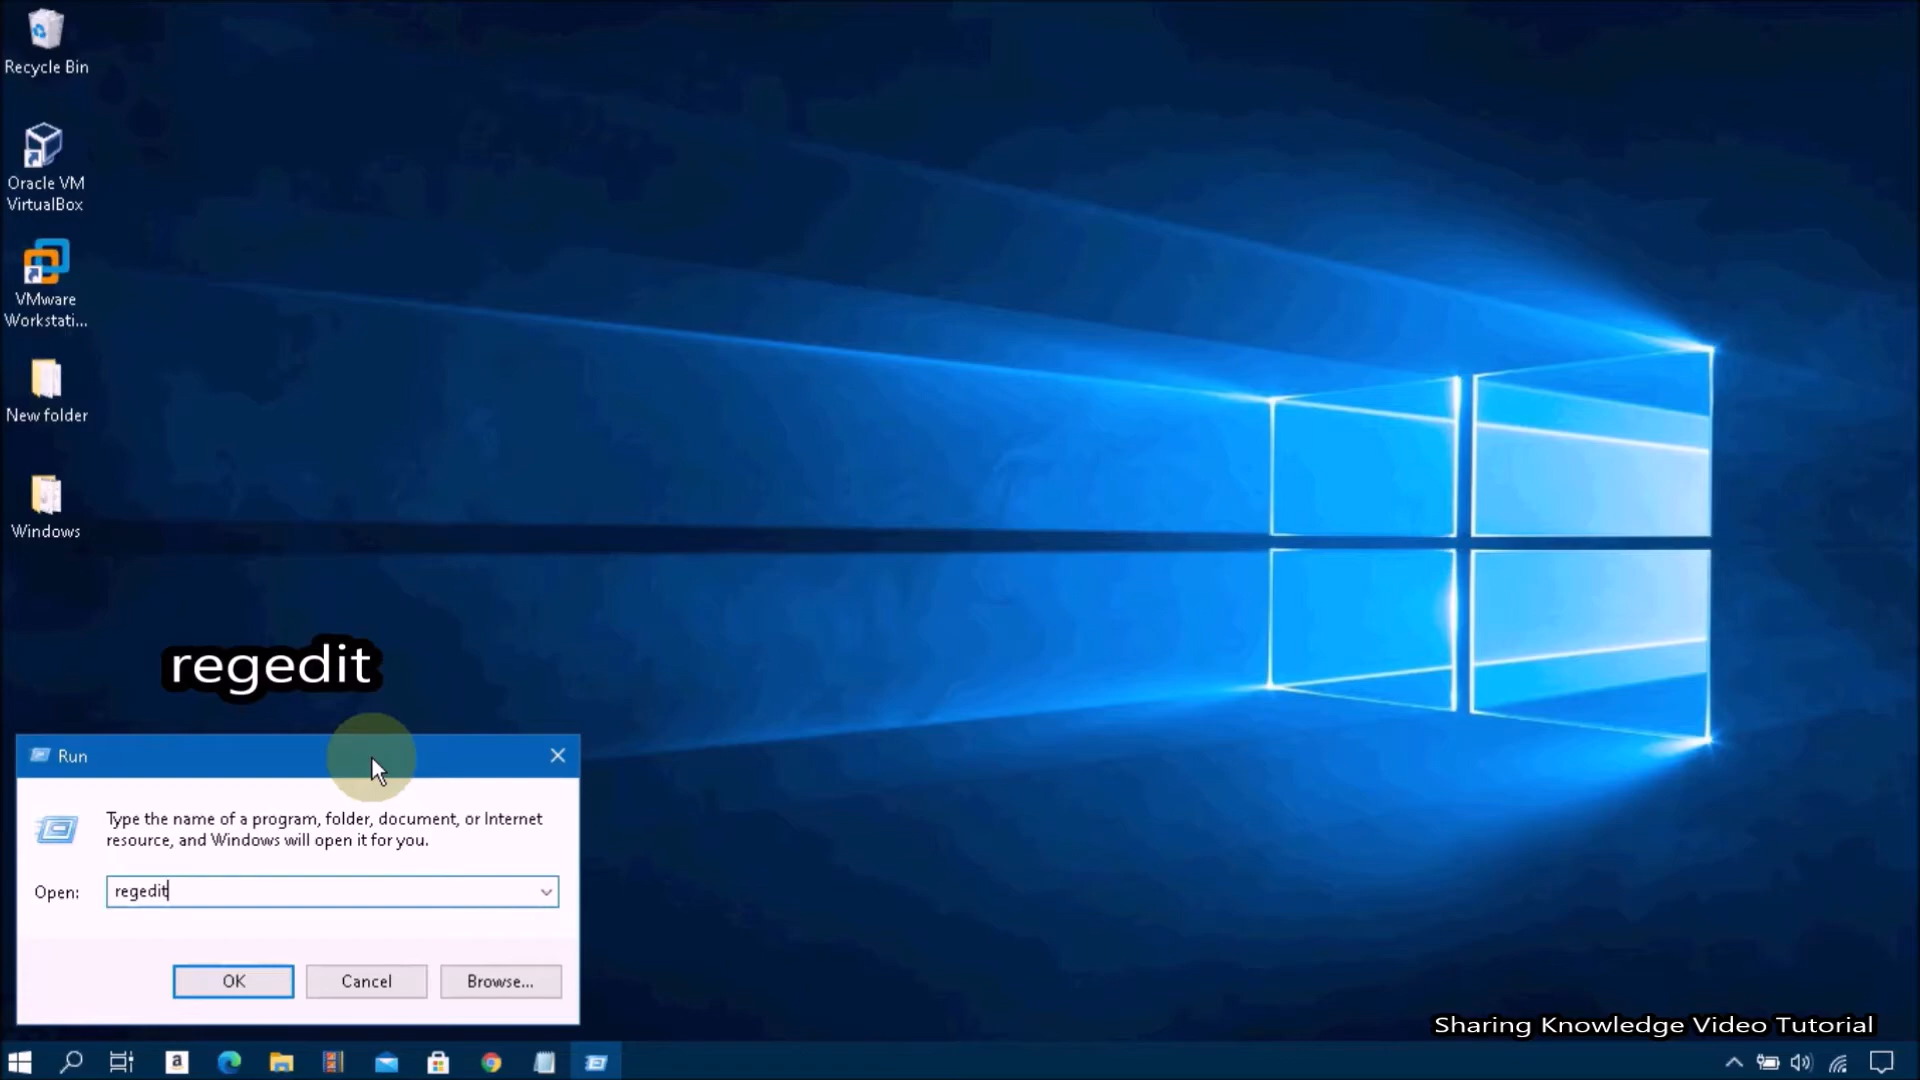 Recycle Bin
Oracle VM
VirtualBox
VMware
Workstati...
New folder
Windows
regedit
Run
Type the name of a program, folder, document, or Internet
resource, and Windows will open it for you.
Open:
regedit
OK
Cancel
Browse...
Sharing Knowledge Video Tutorial
a